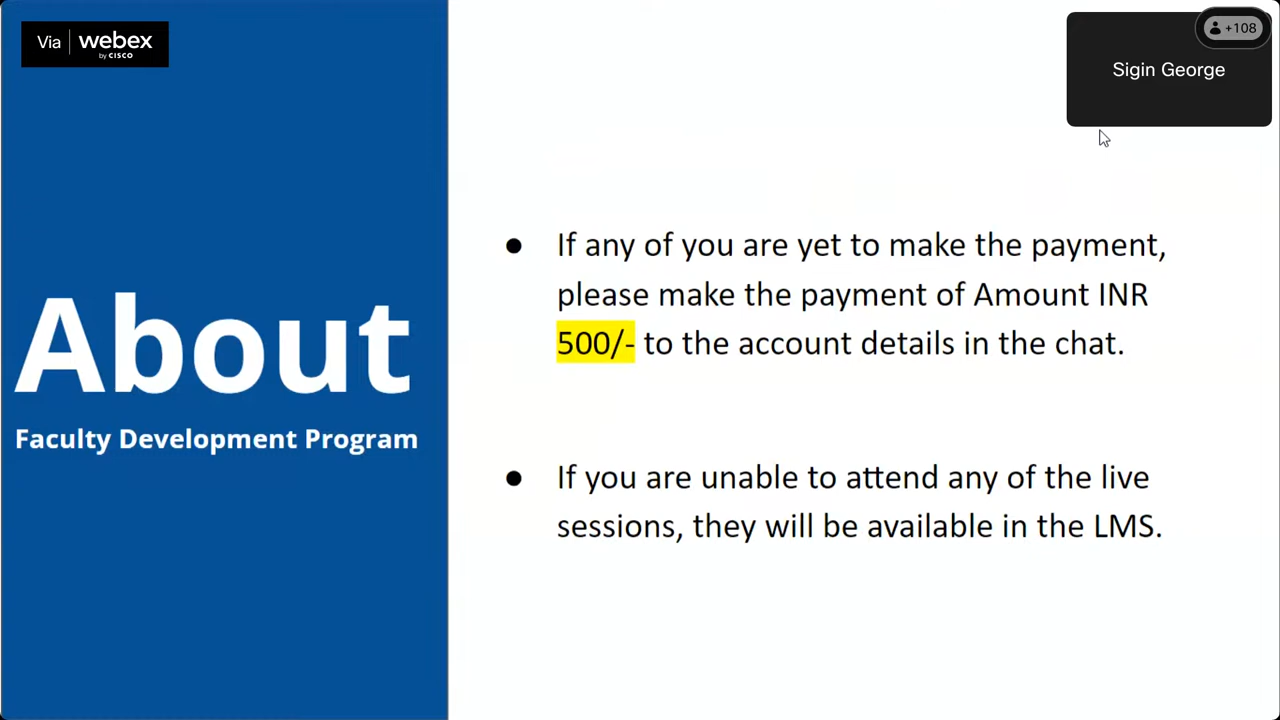 Via webex
by CISCO
+108
Sigin George
● If any of you are yet to make the payment,
please make the payment of Amount INR
500/- to the account details in the chat.
About
Faculty Development Program
● If you are unable to attend any of the live
sessions, they will be available in the LMS.